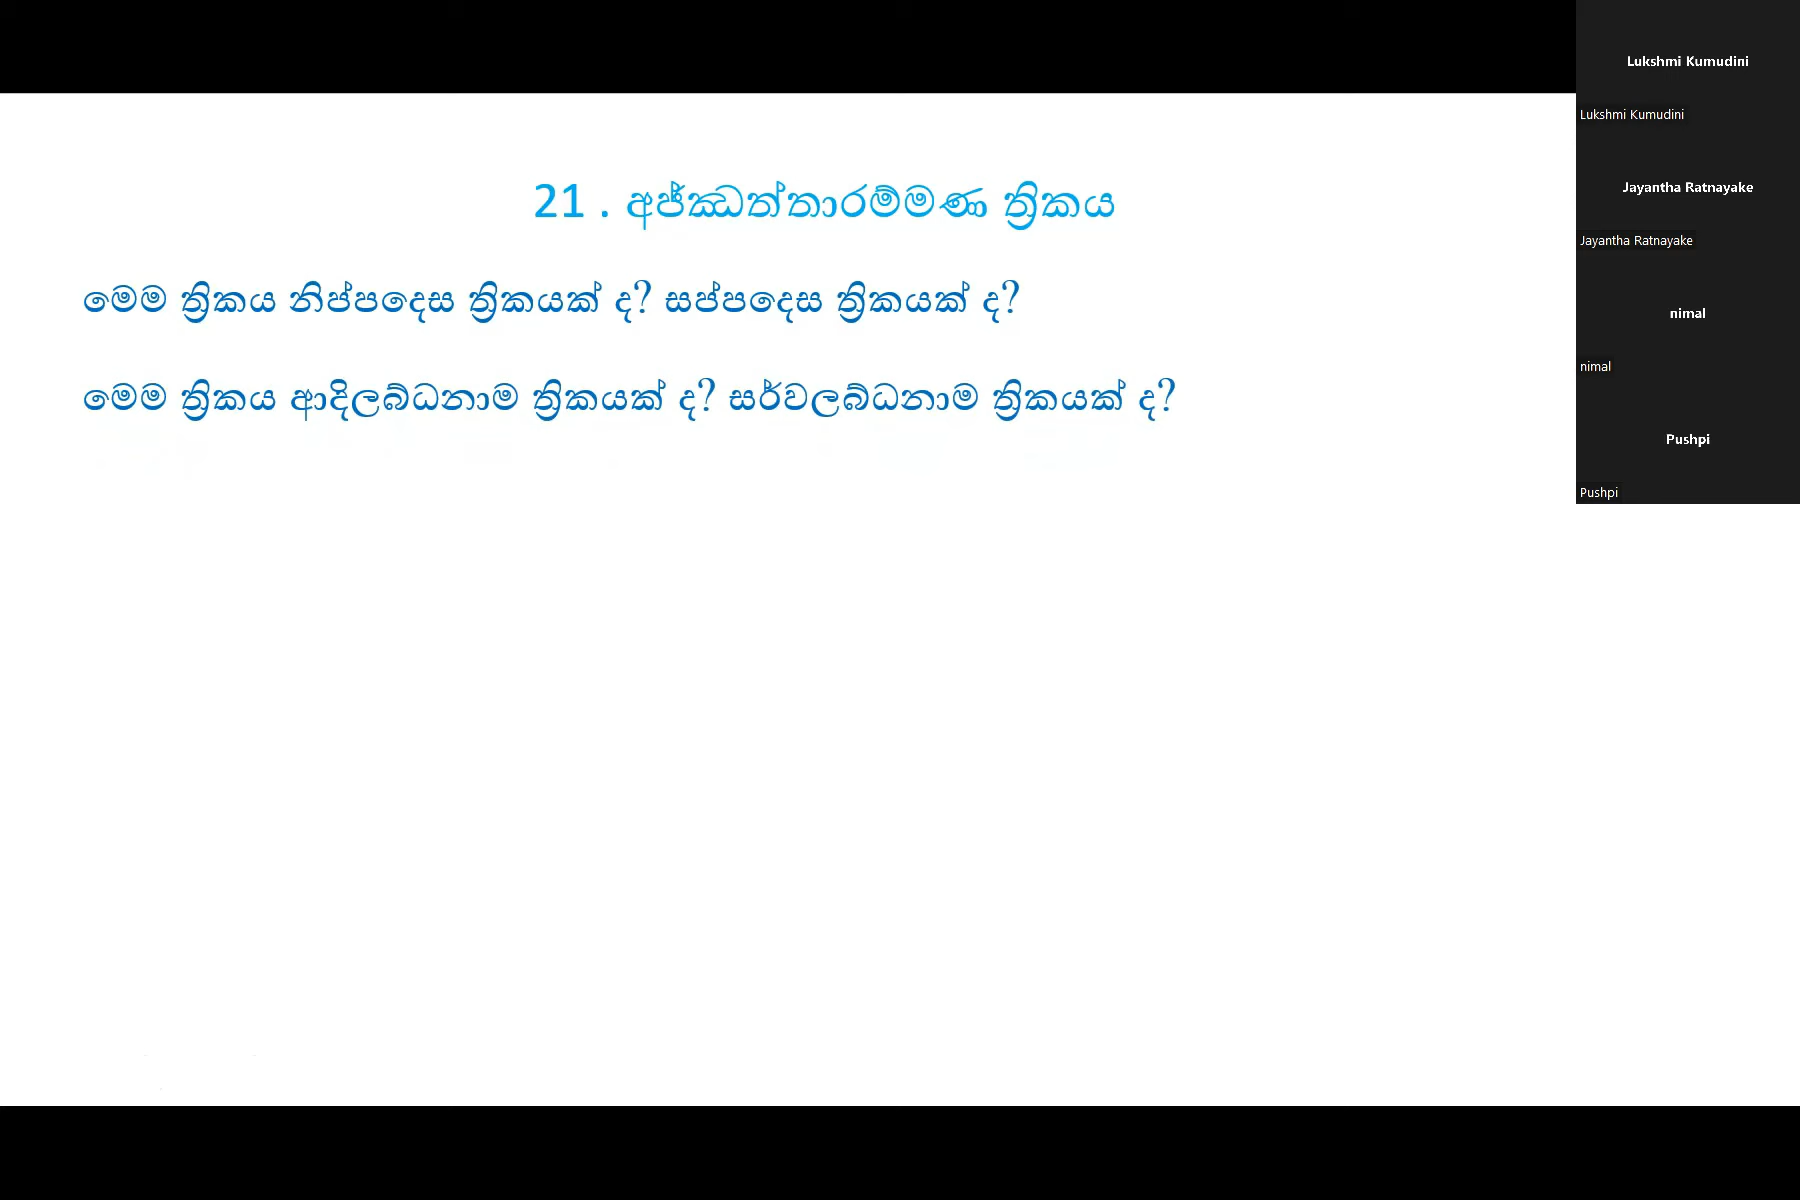 21 . අජ්ඣත්තාරම්මණ ත්‍රිකය
මෙම ත්‍රිකය නිප්පදෙස ත්‍රිකයක් ද? සප්පදෙස ත්‍රිකයක් ද?
මෙම ත්‍රිකය ආදිලබ්ධනාම ත්‍රිකයක් ද? සර්වලබ්ධනාම ත්‍රිකයක් ද?
Lukshmi Kumudini
Lukshmi Kumudini
Jayantha Ratnayake
Jayantha Ratnayake
nimal
nimal
Pushpi
Pushpi